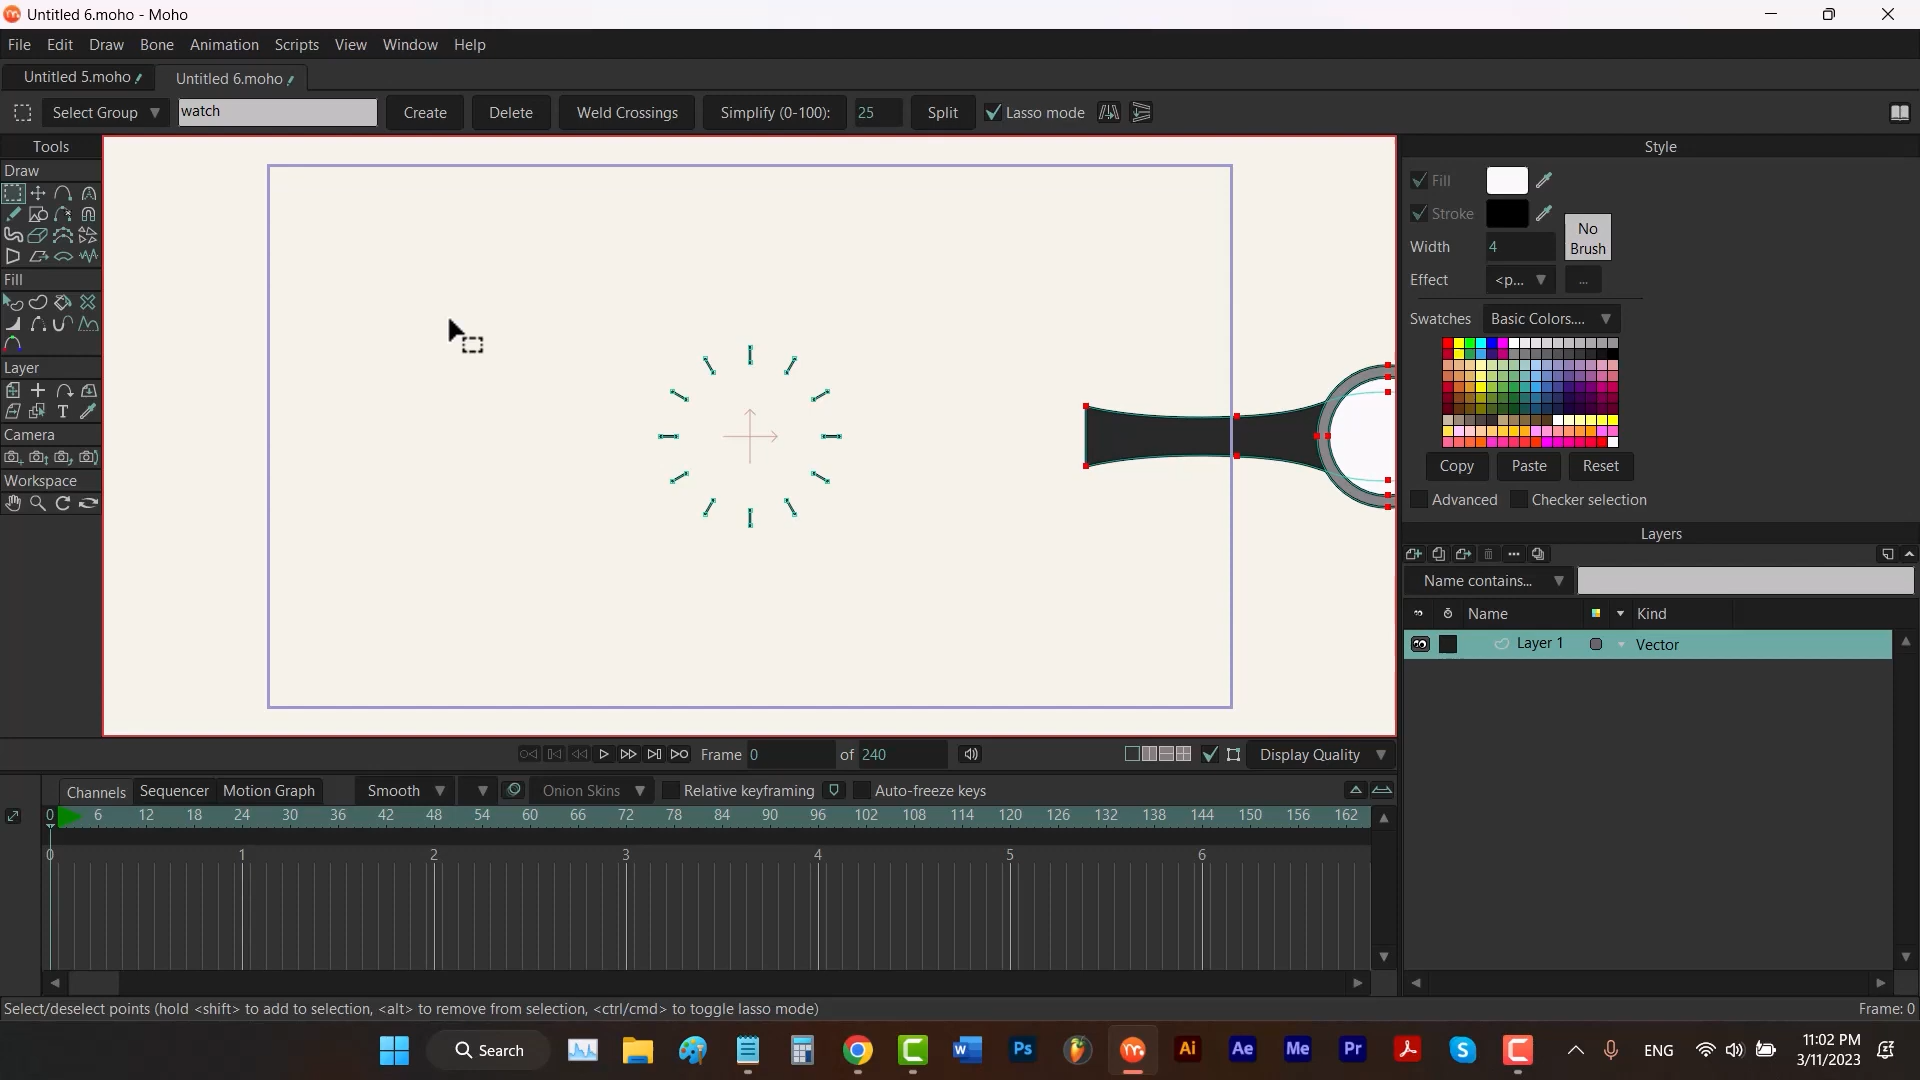 Untitled 6.moho - Moho
File Edit Draw Bone Animation Scripts View Window Help
Untitled 5.moho Untitled 6.moho
Select Group watch Create Delete Weld Crossings Simplify (0-100): 25 Split Lasso mode
Tools
Draw
Fill
Layer
Camera
Workspace
Style
Fill
Stroke
No Brush
Width 4
Effect <p... ...
Swatches Basic Colors....
Copy Paste Reset
Advanced Checker selection
Layers
Name contains...
Name Kind
Layer 1 Vector
Frame 0 of 240 Display Quality
Channels Sequencer Motion Graph Smooth Onion Skins Relative keyframing Auto-freeze keys
0 6 12 18 24 30 36 42 48 54 60 66 72 78 84 90 96 102 108 114 120 126 132 138 144 150 156 162
0 1 2 3 4 5 6
Select/deselect points (hold <shift> to add to selection, <alt> to remove from selection, <ctrl/cmd> to toggle lasso mode) Frame: 0
Search Ps Ai Ae Me Pr ENG 11:02 PM
3/11/2023